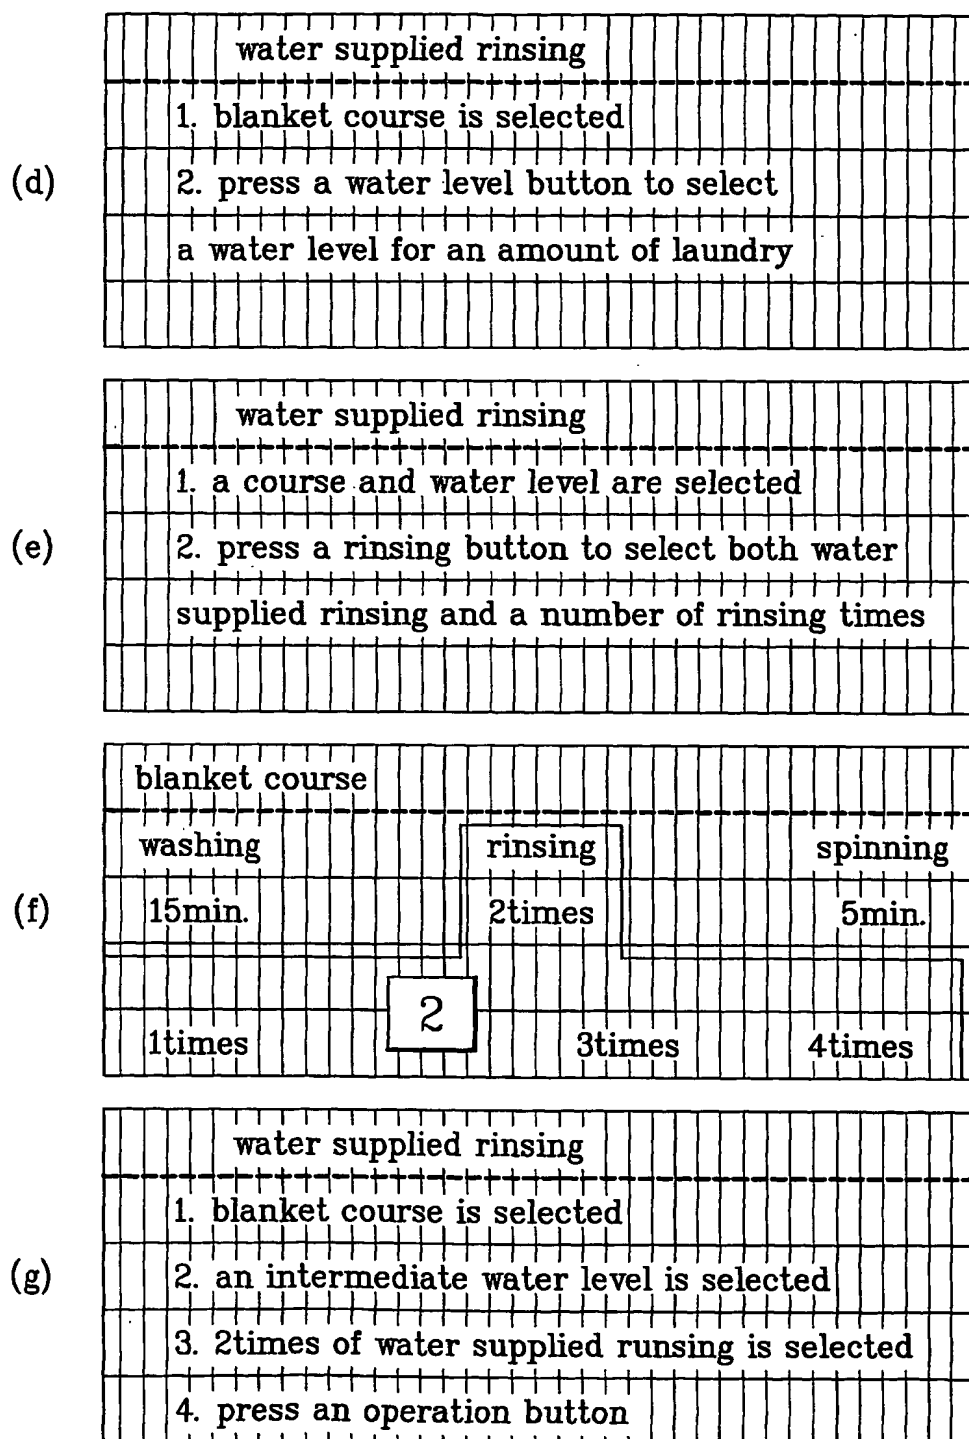 water supplied rinsing
1. blanket course is selected
(d)
2. press a water level button to select
a water level for an amount of laundry
water supplied rinsing
1. a course and water level are selected
(e)
2. press a rinsing button to select both water
supplied rinsing and a number of rinsing times
blanket course
washing rinsing spinning
(f) 15min. 2times 5min.
2
1times 3times 4times
water supplied rinsing
1. blanket course is selected
(g)
2. an intermediate water level is selected
3. 2times of water supplied runsing is selected
4. press an operation button